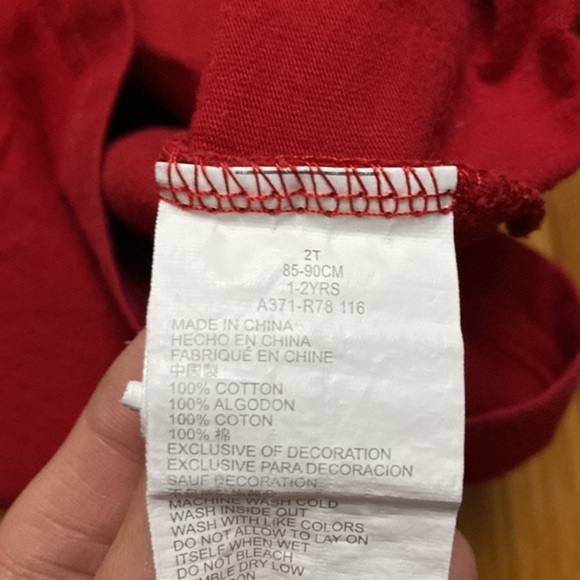 2T
85-90CM
1-2YRS
A371-R78 116
MADE IN CHINA
HECHO EN CHINA
FABRIQUÉ EN CHINE
中国製
100% COTTON
100% ALGODON
100% COTON
100% 棉
EXCLUSIVE OF DECORATION
EXCLUSIVE PARA DECORACION
SAUF DECORATION
MACHINE WASH COLD
WASH INSIDE OUT
WASH WITH LIKE COLORS
DO NOT ALLOW TO LAY ON
ITSELF WHEN WET
DO NOT BLEACH
TUMBLE DRY LOW